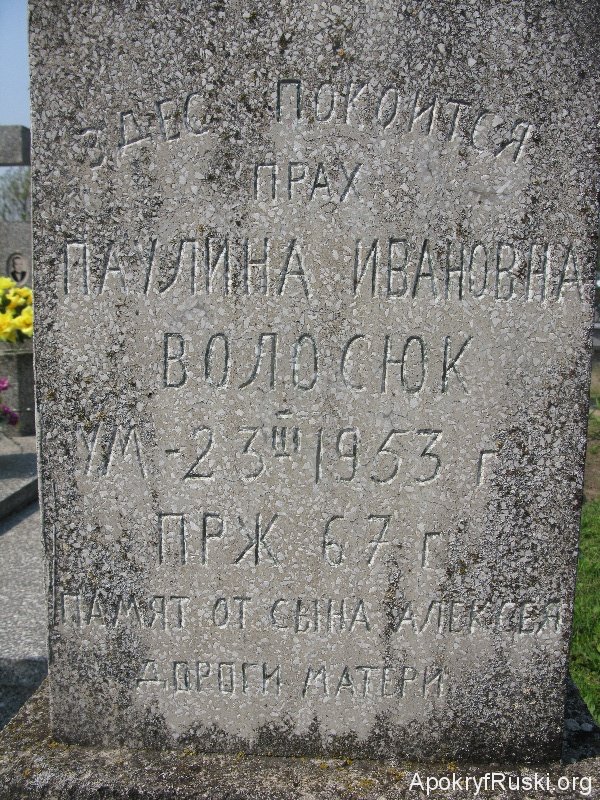 ЗДЕС ПОКОИТСЯ
ПРАХ
ПАУЛИНА ИВАНОВНА
ВОЛОСЮК
УМ - 23 III 1953 г
ПРЖ 67 г
ПАМЯТ ОТ СЫНА АЛЕКСЕЯ
ДОРОГИ МАТЕРИ
ApokryfRuski.org